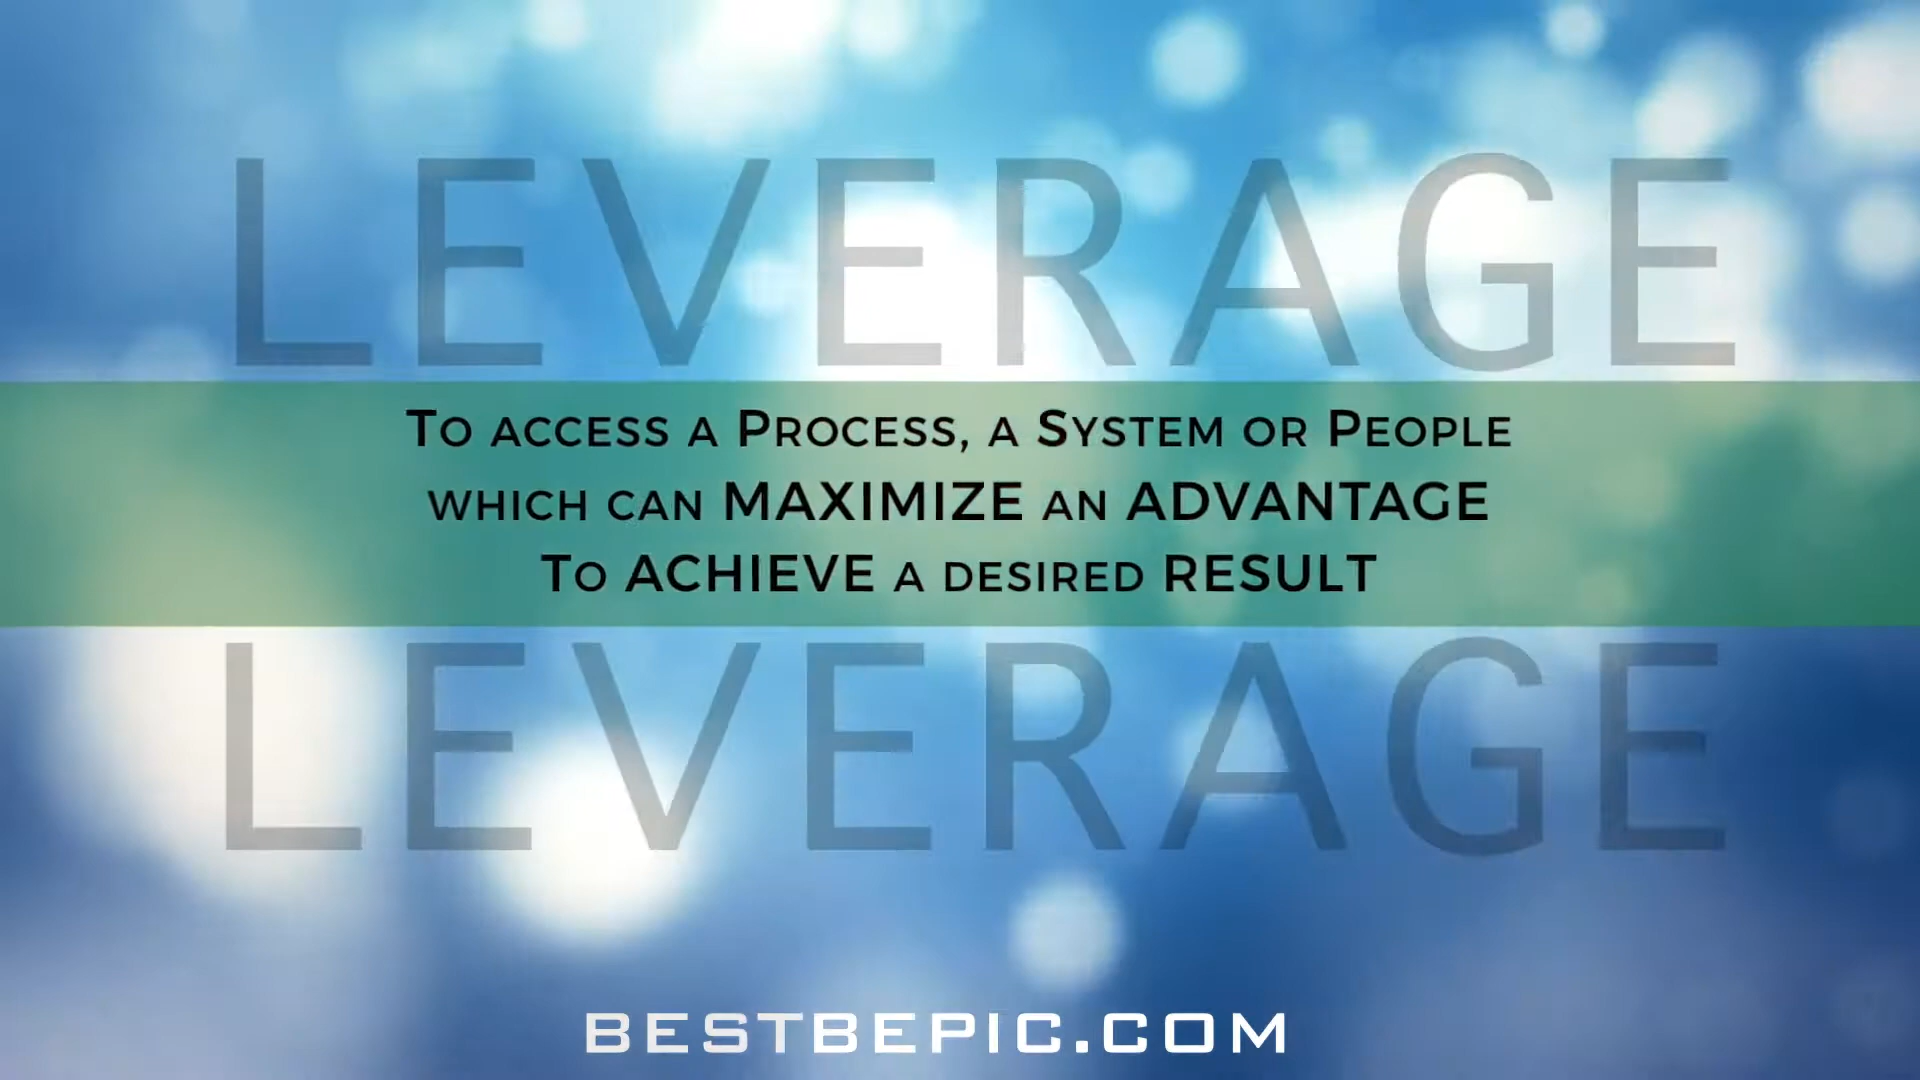 LEVERAGE
To access a Process, a System or People
which can MAXIMIZE an ADVANTAGE
To ACHIEVE a desired RESULT
LEVERAGE
BESTBEPIC.COM